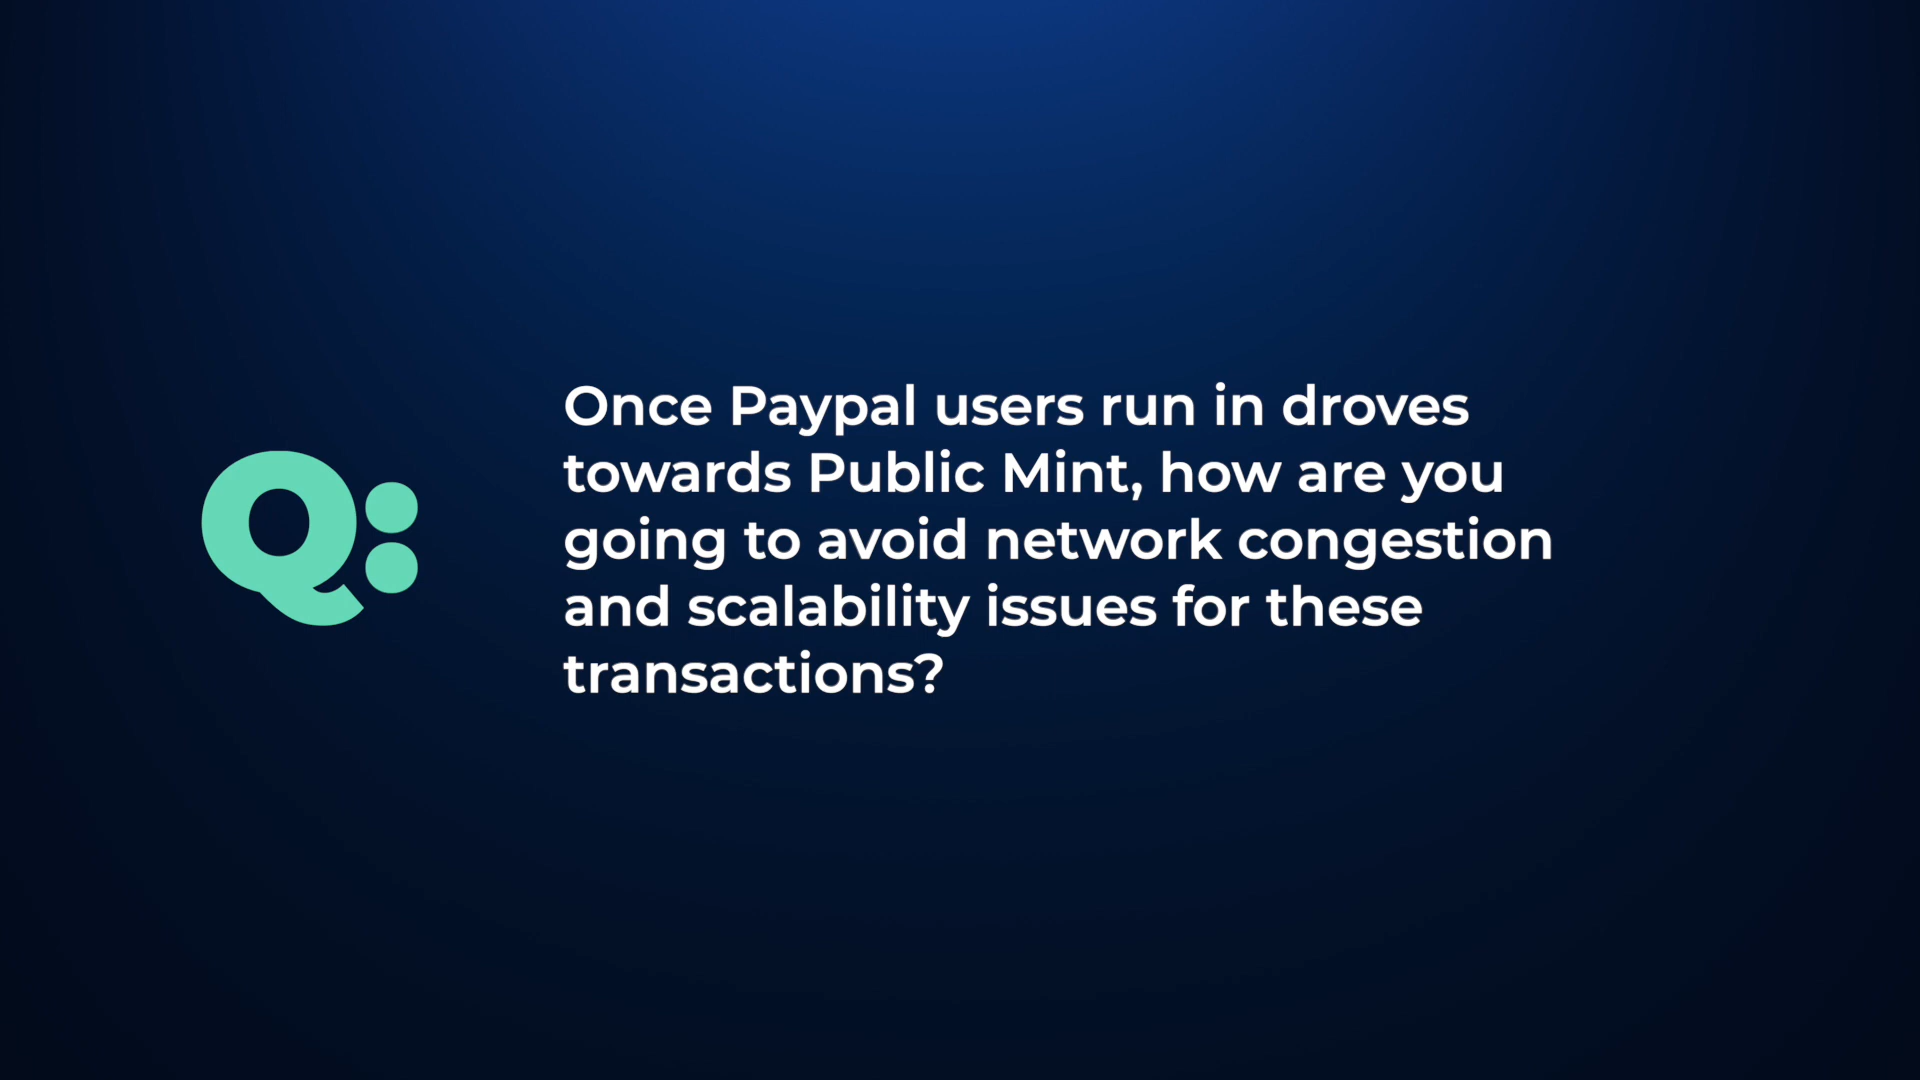 Q:
Once Paypal users run in droves
towards Public Mint, how are you
going to avoid network congestion
and scalability issues for these
transactions?